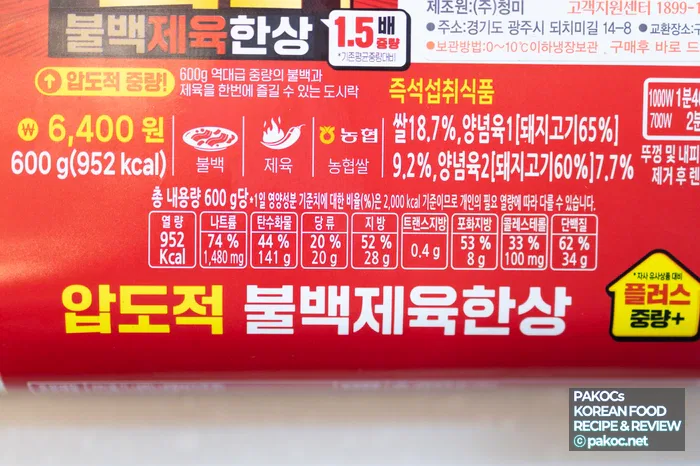 불백제육한상
1.5배
중량
*기존평균중량대비
제조원:(주)청미
고객지원센터 1899-1
•주소:경기도 광주시 되치미길 14-8 •교환장소:구
•보관방법:0~10℃이하냉장보관. 구매후 바로 드
압도적 중량!
600g 역대급 중량의 불백과
제육을 한번에 즐길 수 있는 도시락
₩ 6,400 원
600 g(952 kcal)
불백
제육
농협
농협쌀
즉석섭취식품
쌀18.7%,양념육1[돼지고기65%]
9.2%,양념육2[돼지고기60%]7.7%
1000W 1분4
700W 2분
뚜껑 및 내피
제거 후 렌
총 내용량 600 g당 *1일 영양성분 기준치에 대한 비율(%)은 2,000 kcal 기준이므로 개인의 필요 열량에 따라 다를 수 있습니다.
열 량 나트륨 탄수화물 당 류 지 방 트랜스지방 포화지방 콜레스테롤 단백질
952 74 % 44 % 20 % 52 % 0.4 g 53 % 33 % 62 %
Kcal 1,480 mg 141 g 20 g 28 g 8 g 100 mg 34 g
압도적 불백제육한상
*자사 유사상품 대비
플러스
중량+
PAKOCs
KOREAN FOOD
RECIPE & REVIEW
ⓒ pakoc.net